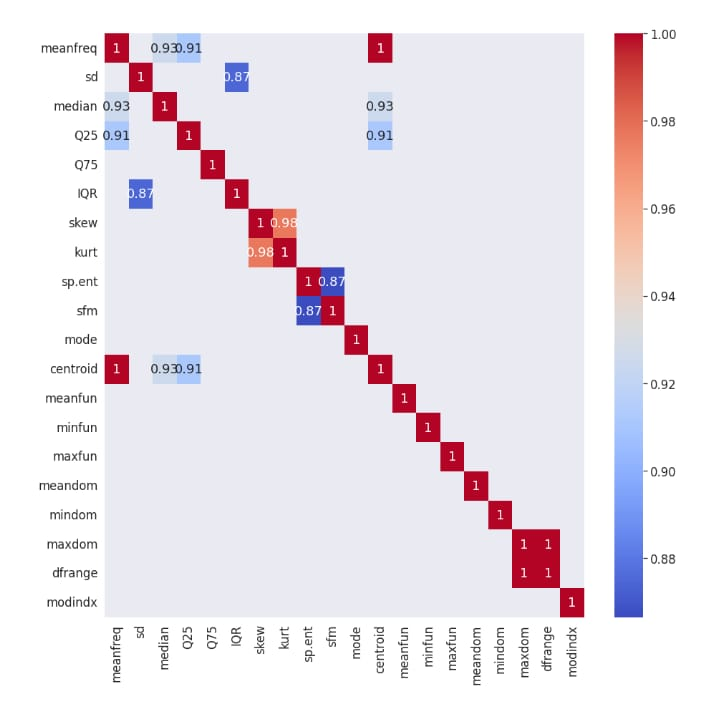 meanfreq 1 0.93 0.91 1
sd 1 0.87
median 0.93 1 0.93
Q25 0.91 1 0.91
Q75 1
IQR 0.87 1
skew 1 0.98
kurt 0.98 1
sp.ent 1 0.87
sfm 0.87 1
mode 1
centroid 1 0.93 0.91 1
meanfun 1
minfun 1
maxfun 1
meandom 1
mindom 1
maxdom 1 1
dfrange 1 1
modindx 1
meanfreq sd median Q25 Q75 IQR skew kurt sp.ent sfm mode centroid meanfun minfun maxfun meandom mindom maxdom dfrange modindx
1.00
0.98
0.96
0.94
0.92
0.90
0.88